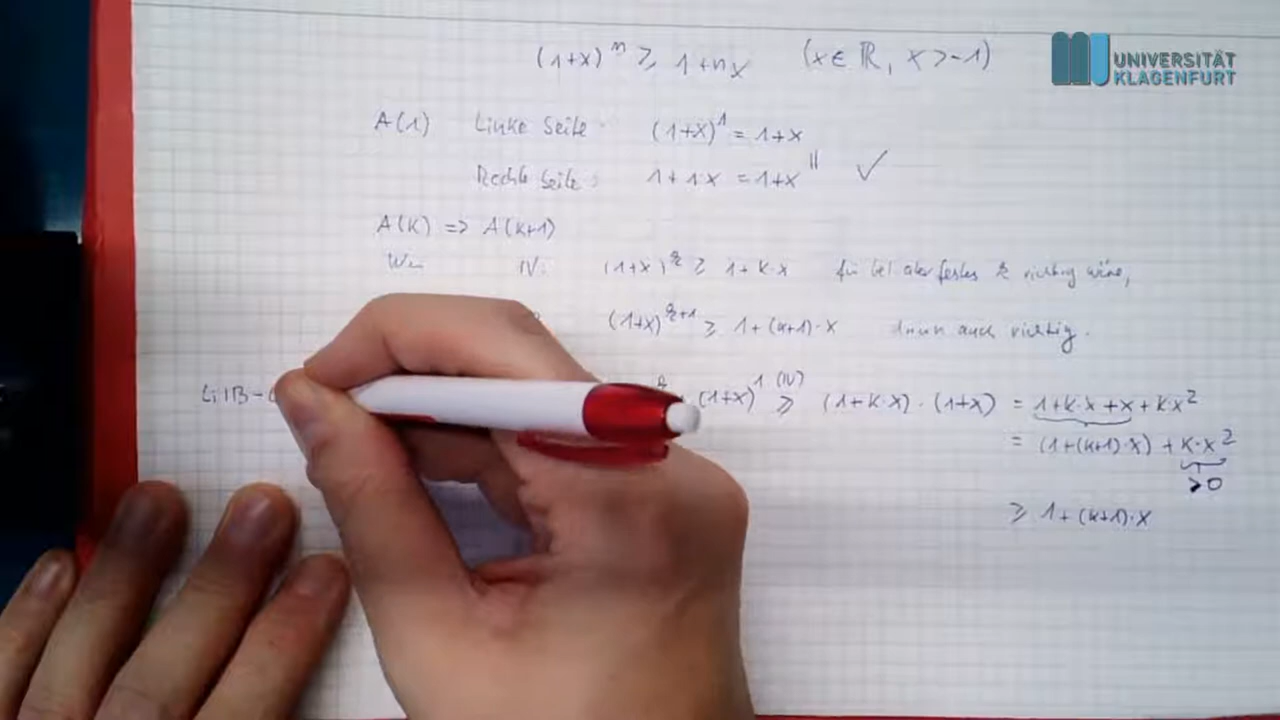 (1+x)^n ≥ 1+nx (x∈ℝ, x>-1)
UNIVERSITÄT
KLAGENFURT
A(1) Linke Seite: (1+x)^1 = 1+x
Rechte Seite: 1+1·x = 1+x
A(k) => A(k+1)
IV: (1+x)^k ≥ 1+k·x für bel aber festes k richtig wäre,
(1+x)^k+1 ≥ 1+(k+1)·x dann auch richtig.
(1+x)^1 (IV) ≥ (1+k·x)·(1+x) = 1+k·x+x+kx^2
= (1+(k+1)·x)+k·x^2
≥ 1+(k+1)·x